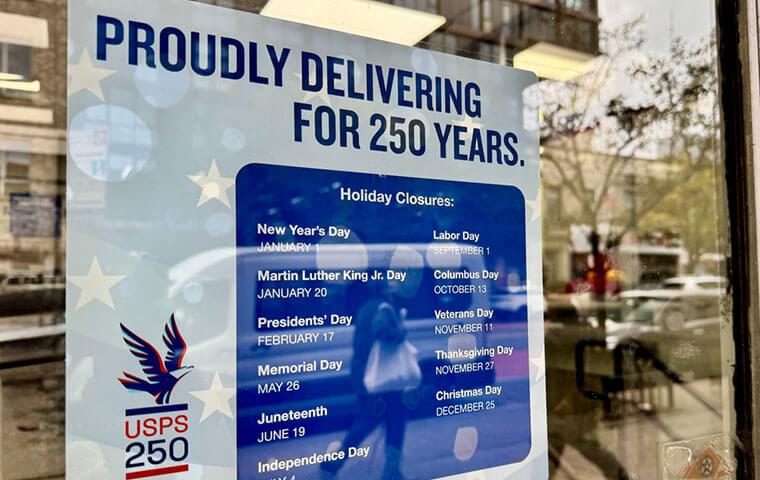 PROUDLY DELIVERING
FOR 250 YEARS.
Holiday Closures:
New Year's Day
JANUARY 1
Martin Luther King Jr. Day
JANUARY 20
Presidents' Day
FEBRUARY 17
Memorial Day
MAY 26
Juneteenth
JUNE 19
Independence Day
JULY 4
Labor Day
SEPTEMBER 1
Columbus Day
OCTOBER 13
Veterans Day
NOVEMBER 11
Thanksgiving Day
NOVEMBER 27
Christmas Day
DECEMBER 25
USPS
250